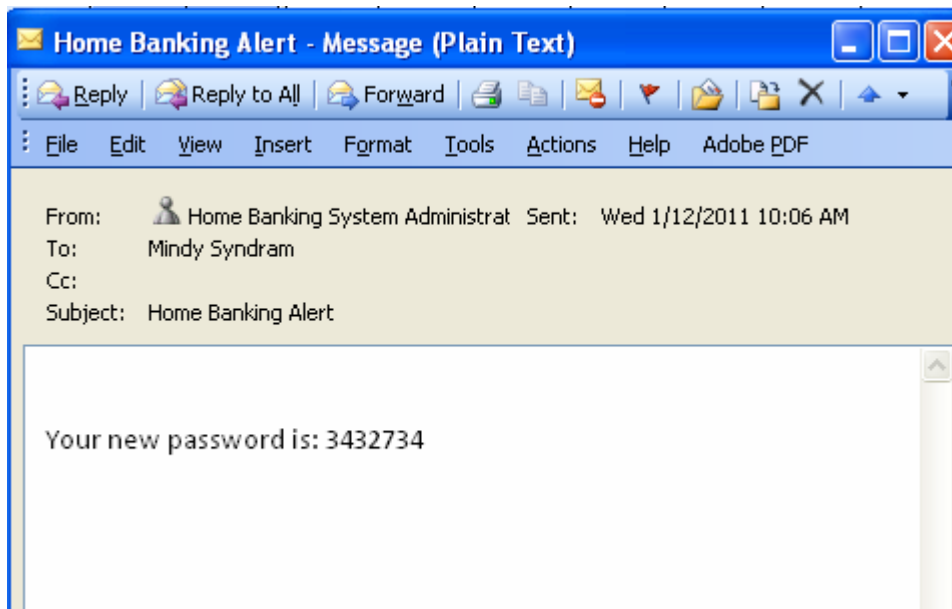 Home Banking Alert - Message (Plain Text)
Reply Reply to All Forward
File Edit View Insert Format Tools Actions Help Adobe PDF
From: Home Banking System Administrat Sent: Wed 1/12/2011 10:06 AM
To: Mindy Syndram
Cc:
Subject: Home Banking Alert
Your new password is: 3432734